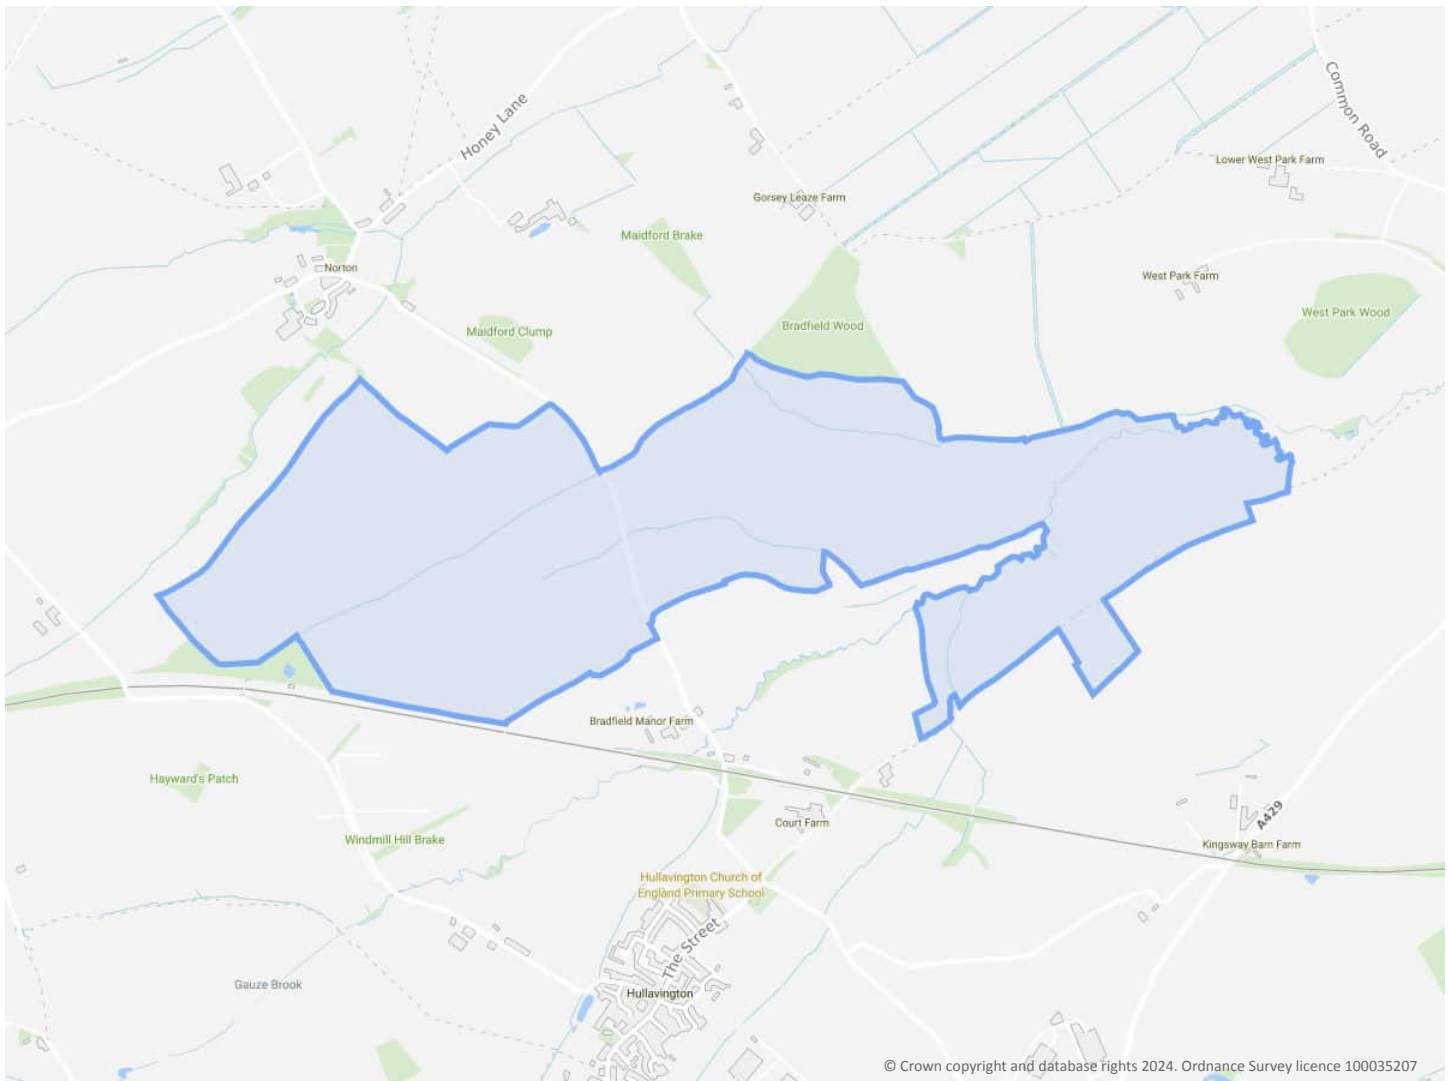 Common Road
Honey Lane
Lower West Park Farm
Gorsey Leaze Farm
Maidford Brake
Norton
West Park Farm
West Park Wood
Bradfield Wood
Maidford Clump
Bradfield Manor Farm
Hayward's Patch
Court Farm
A429
Windmill Hill Brake
Kingsway Barn Farm
Hullavington Church of
England Primary School
The Street
Gauze Brook
Hullavington
© Crown copyright and database rights 2024. Ordnance Survey licence 100035207